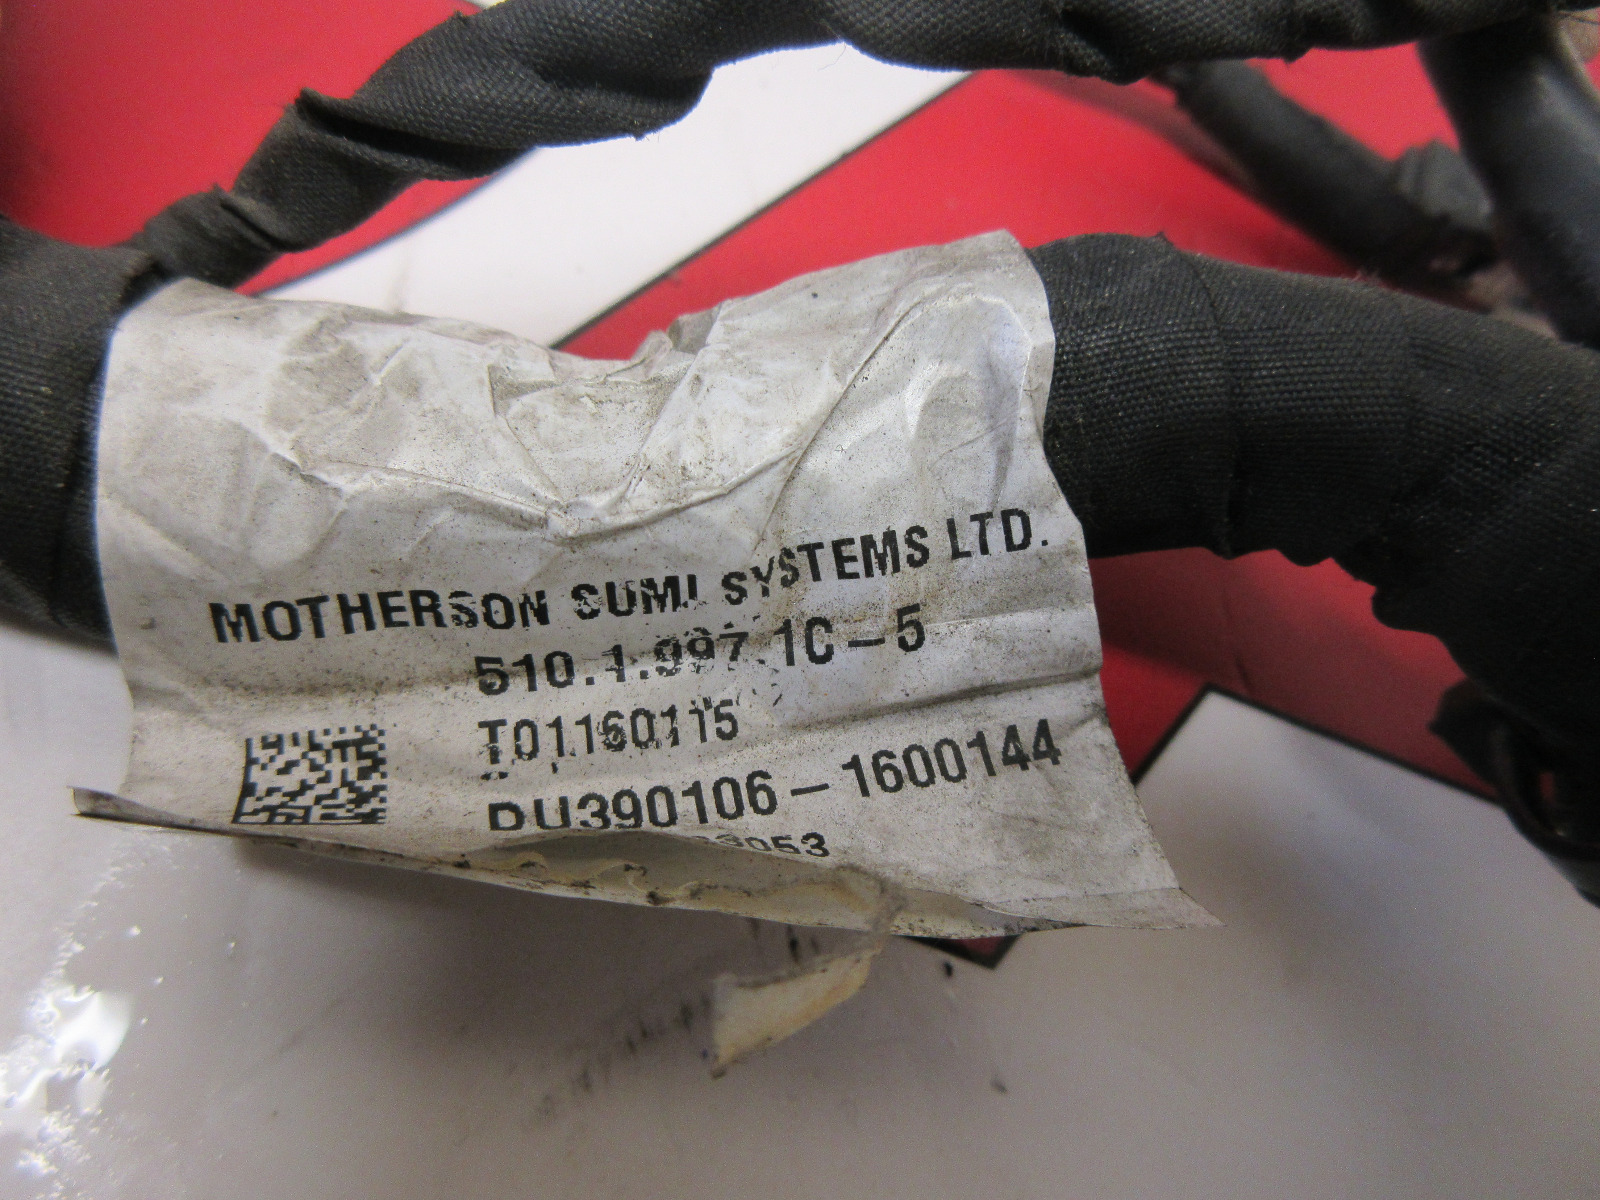 MOTHERSON SUMI SYSTEMS LTD.
510.1.997.1C-5
T01160115
DU390106-1600144